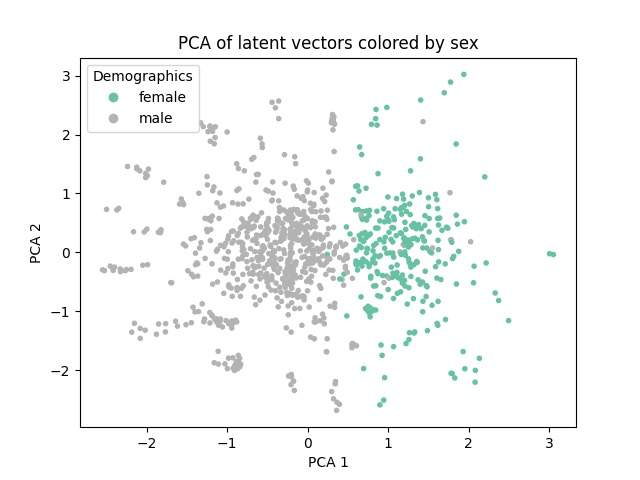 PCA of latent vectors colored by sex
Demographics
female
male
3
2
1
0
−1
−2
PCA 2
−2 −1 0 1 2 3
PCA 1